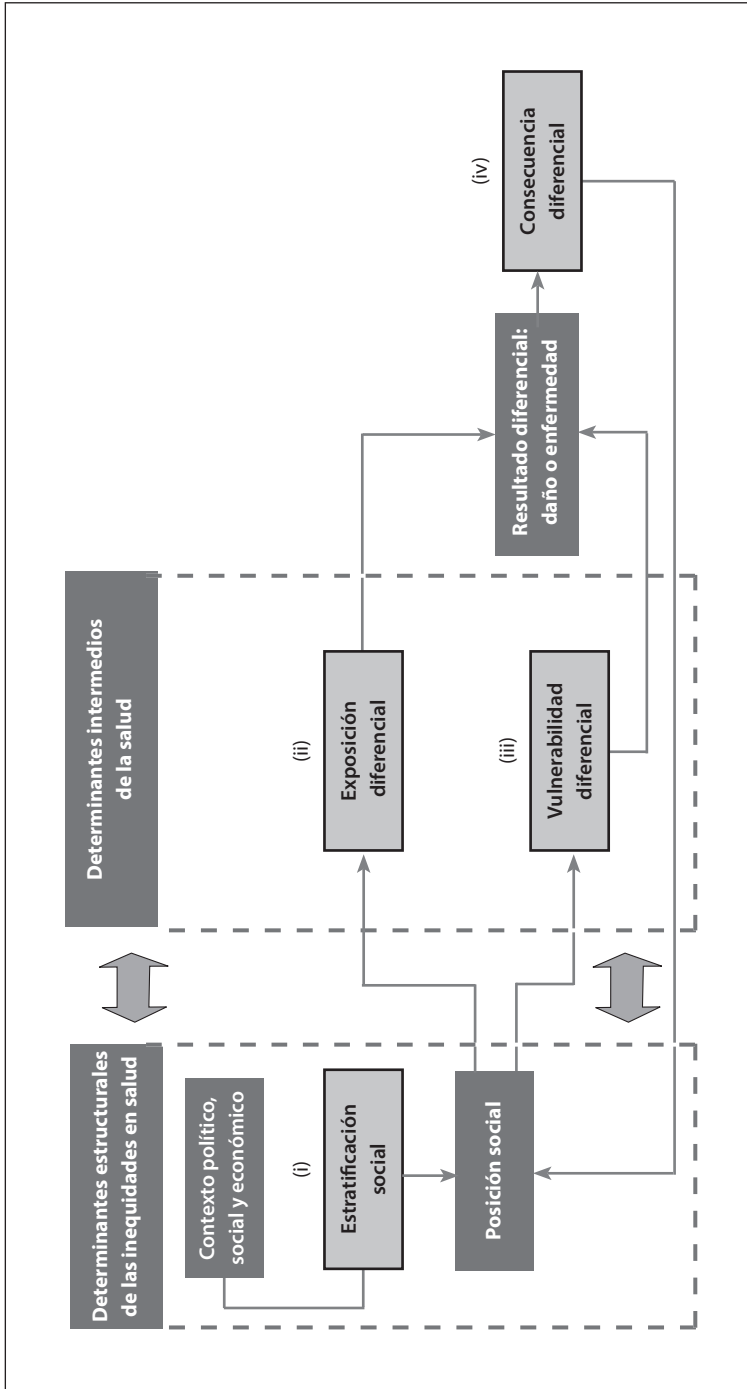 Determinantes estructurales
de las inequidades en salud
Contexto político,
social y económico
(i)
Estratificación
social
Posición social
Determinantes intermedios
de la salud
(ii)
Exposición
diferencial
(iii)
Vulnerabilidad
diferencial
Resultado diferencial:
daño o enfermedad
(iv)
Consecuencia
diferencial